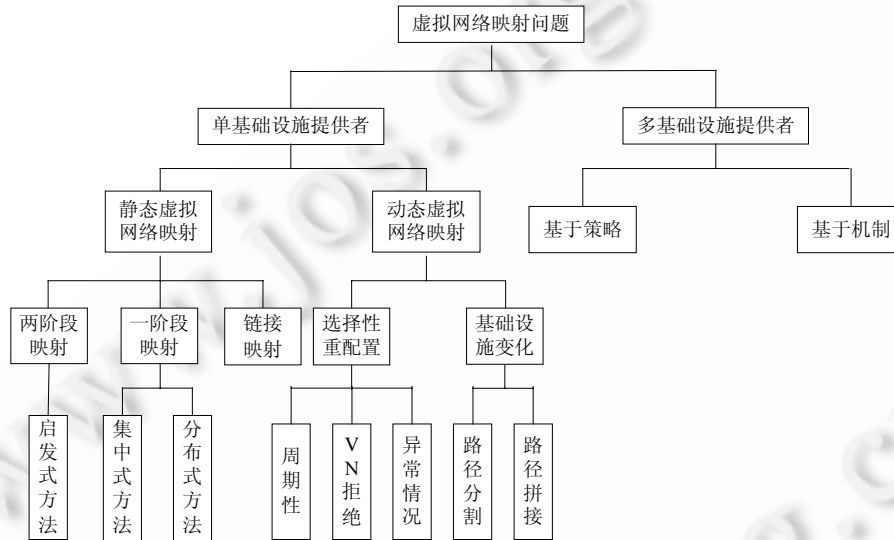 虚拟网络映射问题
单基础设施提供者
多基础设施提供者
静态虚拟
网络映射
动态虚拟
网络映射
基于策略
基于机制
两阶段
映射
一阶段
映射
链接
映射
选择性
重配置
基础设
施变化
启发式方法
集中式方法
分布式方法
周期性
VN拒绝
异常情况
路径分割
路径拼接
www.jos.org